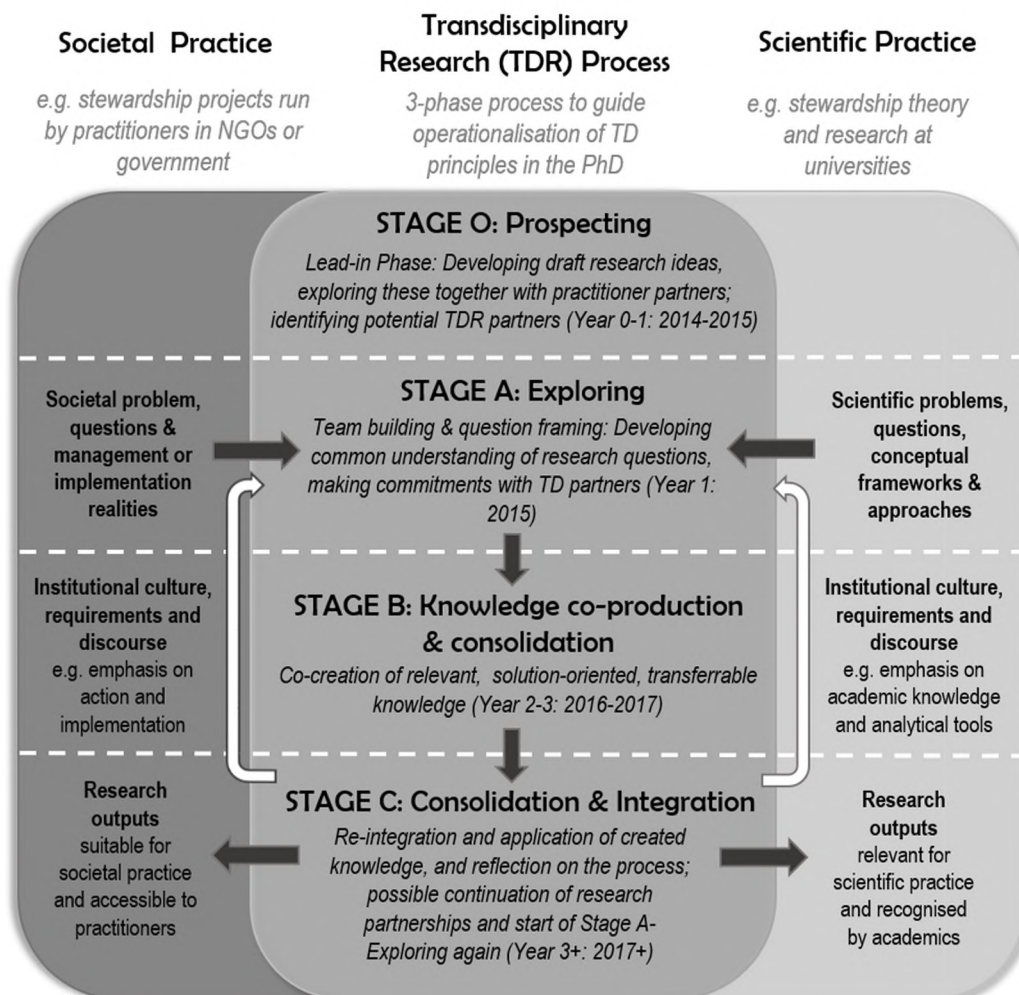 Societal Practice
e.g. stewardship projects run
by practitioners in NGOs or
government
Transdisciplinary
Research (TDR) Process
3-phase process to guide
operationalisation of TD
principles in the PhD
Scientific Practice
e.g. stewardship theory
and research at
universities
STAGE O: Prospecting
Lead-in Phase: Developing draft research ideas,
exploring these together with practitioner partners;
identifying potential TDR partners (Year 0-1: 2014-2015)
Societal problem,
questions &
management or
implementation
realities
STAGE A: Exploring
Team building & question framing: Developing
common understanding of research questions,
making commitments with TD partners (Year 1:
2015)
Scientific problems,
questions,
conceptual
frameworks &
approaches
Institutional culture,
requirements and
discourse
e.g. emphasis on
action and
implementation
STAGE B: Knowledge co-production
& consolidation
Co-creation of relevant, solution-oriented, transferrable
knowledge (Year 2-3: 2016-2017)
Institutional culture,
requirements and
discourse
e.g. emphasis on
academic knowledge
and analytical tools
Research
outputs
suitable for
societal practice
and accessible to
practitioners
STAGE C: Consolidation & Integration
Re-integration and application of created
knowledge, and reflection on the process;
possible continuation of research
partnerships and start of Stage A-
Exploring again (Year 3+: 2017+)
Research
outputs
relevant for
scientific practice
and recognised
by academics